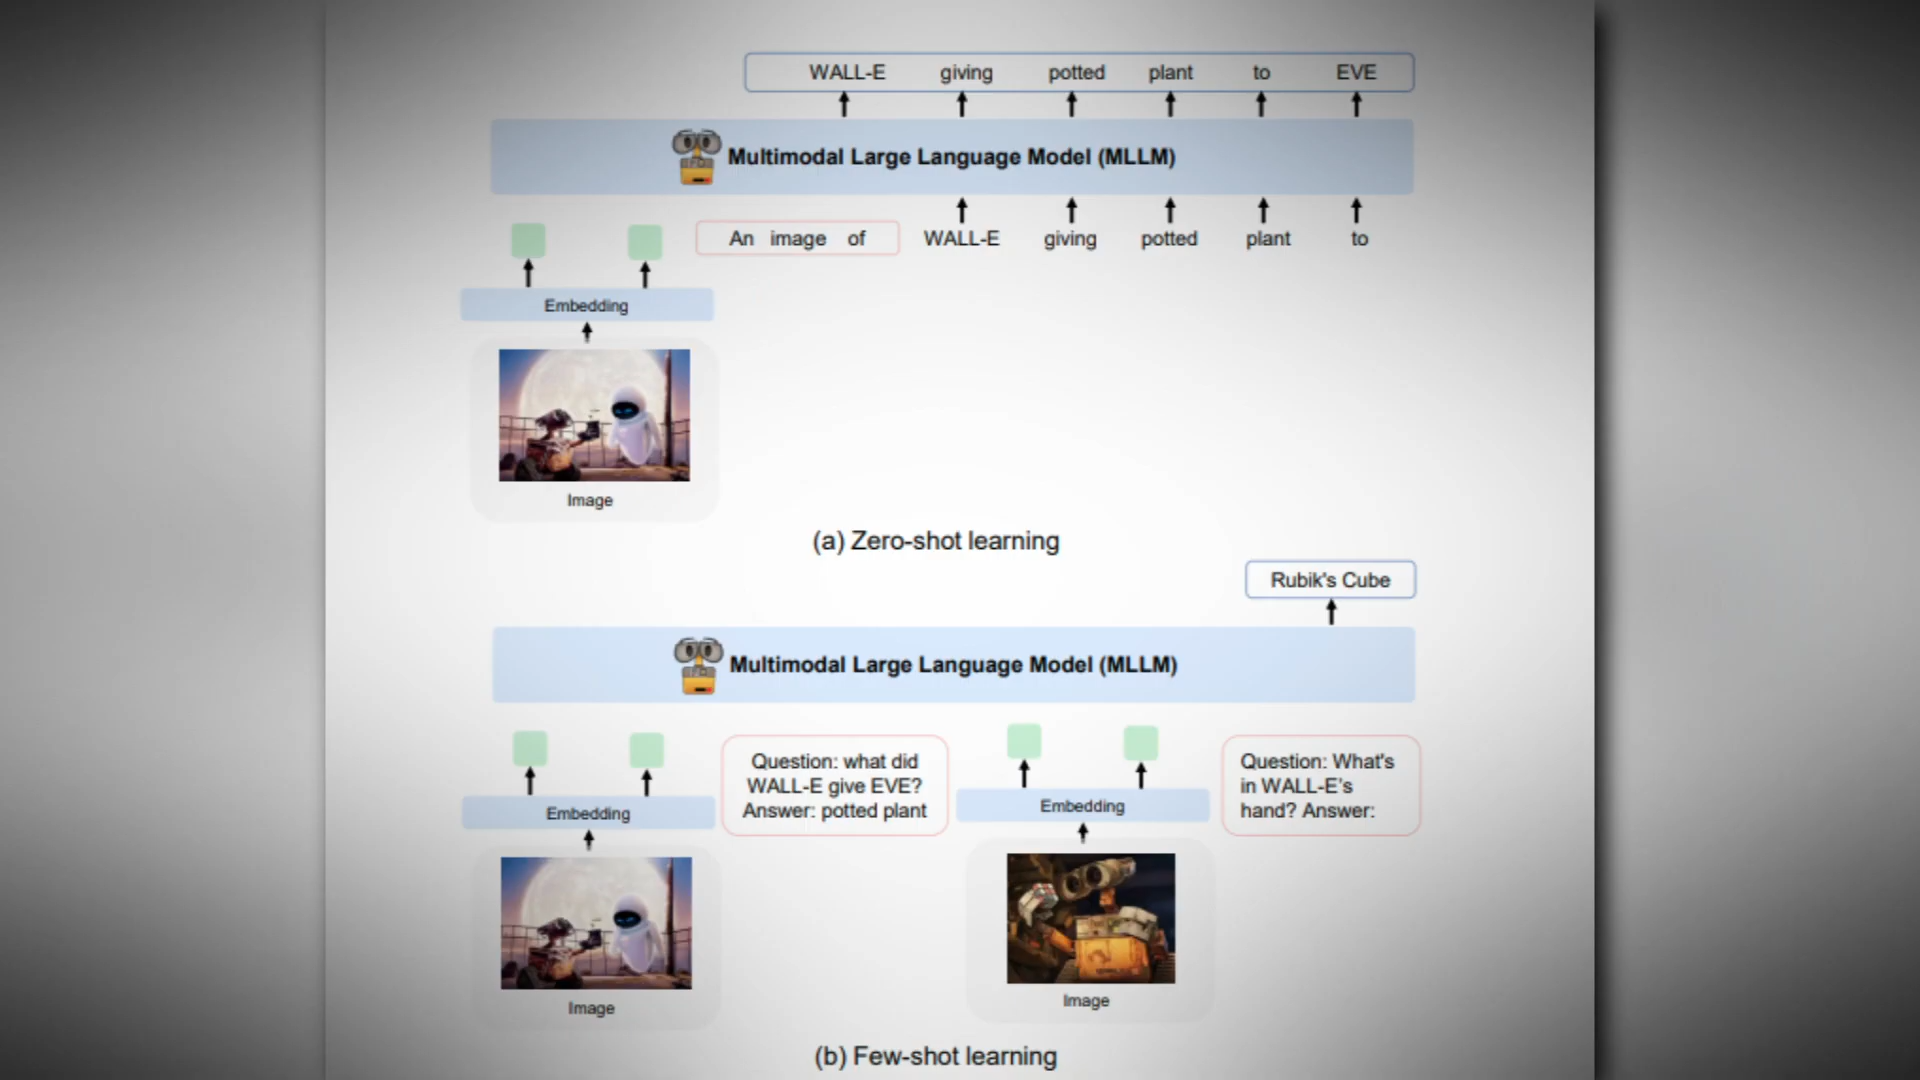 WALL-E giving potted plant to EVE
Multimodal Large Language Model (MLLM)
An image of WALL-E giving potted plant to
Embedding
Image
(a) Zero-shot learning
Rubik's Cube
Multimodal Large Language Model (MLLM)
Question: what did
WALL-E give EVE?
Answer: potted plant
Question: What's
in WALL-E's
hand? Answer:
Embedding
Embedding
Image
Image
(b) Few-shot learning